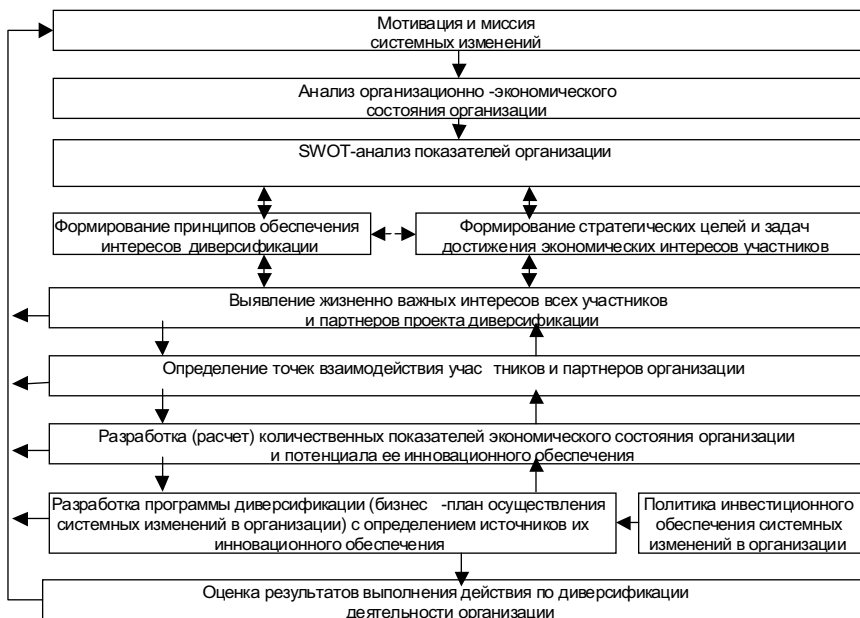 Мотивация и миссия
системных изменений
Анализ организационно -экономического
состояния организации
SWOT-анализ показателей организации
Формирование принципов обеспечения
интересов диверсификации
Формирование стратегических целей и задач
достижения экономических интересов участников
Выявление жизненно важных интересов всех участников
и партнеров проекта диверсификации
Определение точек взаимодействия учас тников и партнеров организации
Разработка (расчет) количественных показателей экономического состояния организации
и потенциала ее инновационного обеспечения
Разработка программы диверсификации (бизнес -план осуществления
системных изменений в организации) с определением источников их
инновационного обеспечения
Политика инвестиционного
обеспечения системных
изменений в организации
Оценка результатов выполнения действия по диверсификации
деятельности организации